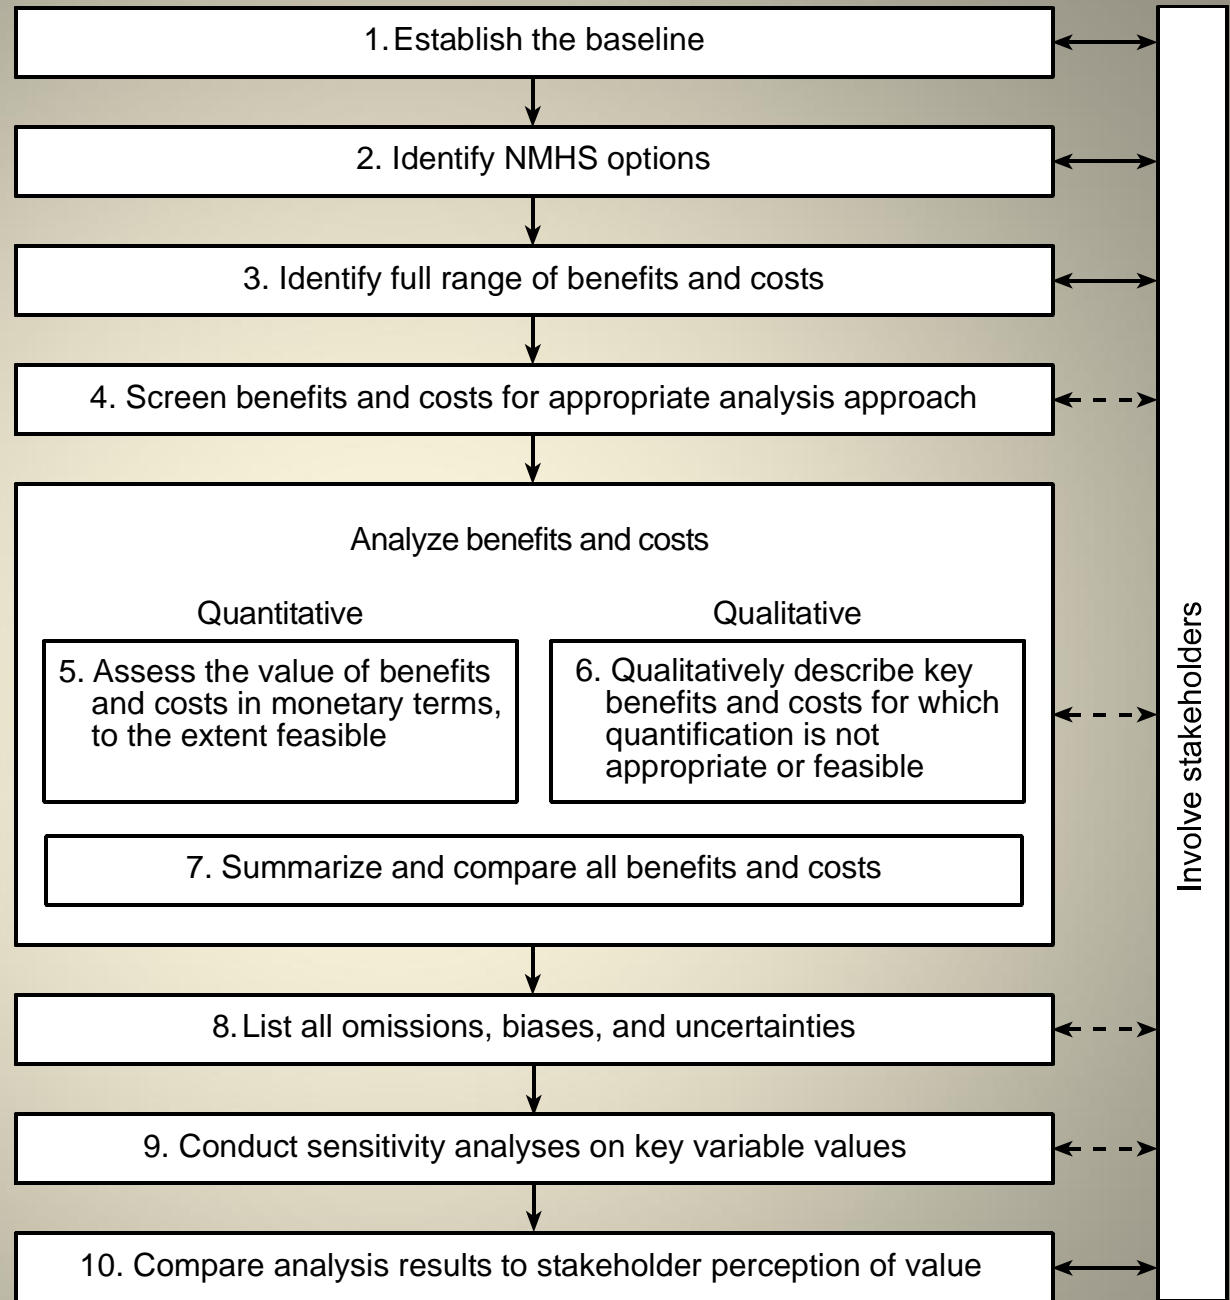 1. Establish the baseline
2. Identify NMHS options
3. Identify full range of benefits and costs
4. Screen benefits and costs for appropriate analysis approach
Analyze benefits and costs
Quantitative
5. Assess the value of benefits
and costs in monetary terms,
to the extent feasible
Qualitative
6. Qualitatively describe key
benefits and costs for which
quantification is not
appropriate or feasible
7. Summarize and compare all benefits and costs
8. List all omissions, biases, and uncertainties
9. Conduct sensitivity analyses on key variable values
10. Compare analysis results to stakeholder perception of value
Involve stakeholders